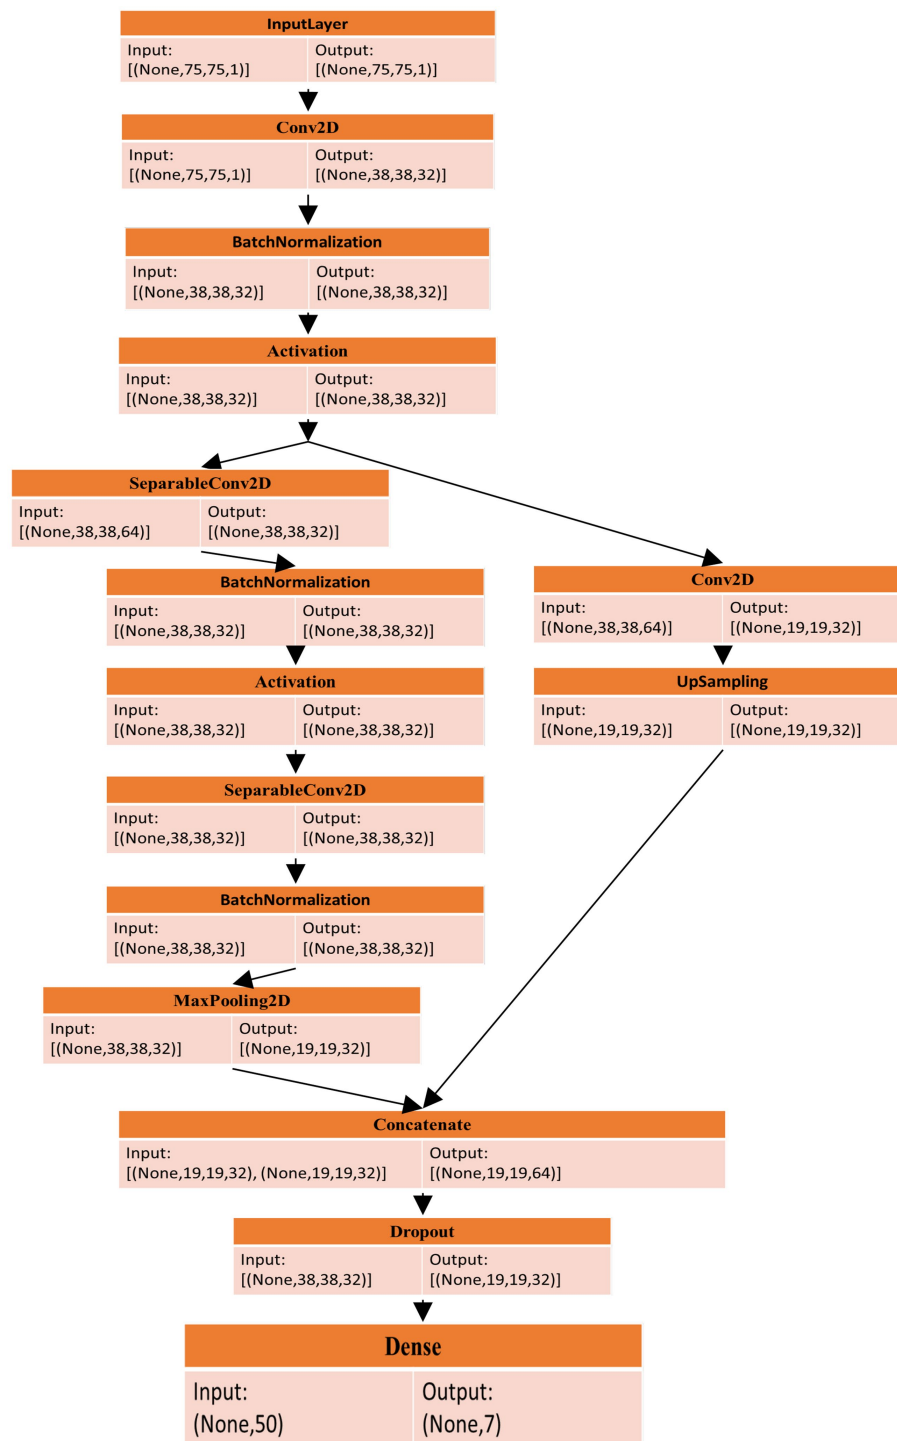 InputLayer
Input:
[(None,75,75,1)]
Output:
[(None,75,75,1)]
Conv2D
Input:
[(None,75,75,1)]
Output:
[(None,38,38,32)]
BatchNormalization
Input:
[(None,38,38,32)]
Output:
[(None,38,38,32)]
Activation
Input:
[(None,38,38,32)]
Output:
[(None,38,38,32)]
SeparableConv2D
Input:
[(None,38,38,64)]
Output:
[(None,38,38,32)]
BatchNormalization
Input:
[(None,38,38,32)]
Output:
[(None,38,38,32)]
Activation
Input:
[(None,38,38,32)]
Output:
[(None,38,38,32)]
SeparableConv2D
Input:
[(None,38,38,32)]
Output:
[(None,38,38,32)]
BatchNormalization
Input:
[(None,38,38,32)]
Output:
[(None,38,38,32)]
MaxPooling2D
Input:
[(None,38,38,32)]
Output:
[(None,19,19,32)]
Conv2D
Input:
[(None,38,38,64)]
Output:
[(None,19,19,32)]
UpSampling
Input:
[(None,19,19,32)]
Output:
[(None,19,19,32)]
Concatenate
Input:
[(None,19,19,32), (None,19,19,32)]
Output:
[(None,19,19,64)]
Dropout
Input:
[(None,38,38,32)]
Output:
[(None,19,19,32)]
Dense
Input:
(None,50)
Output:
(None,7)